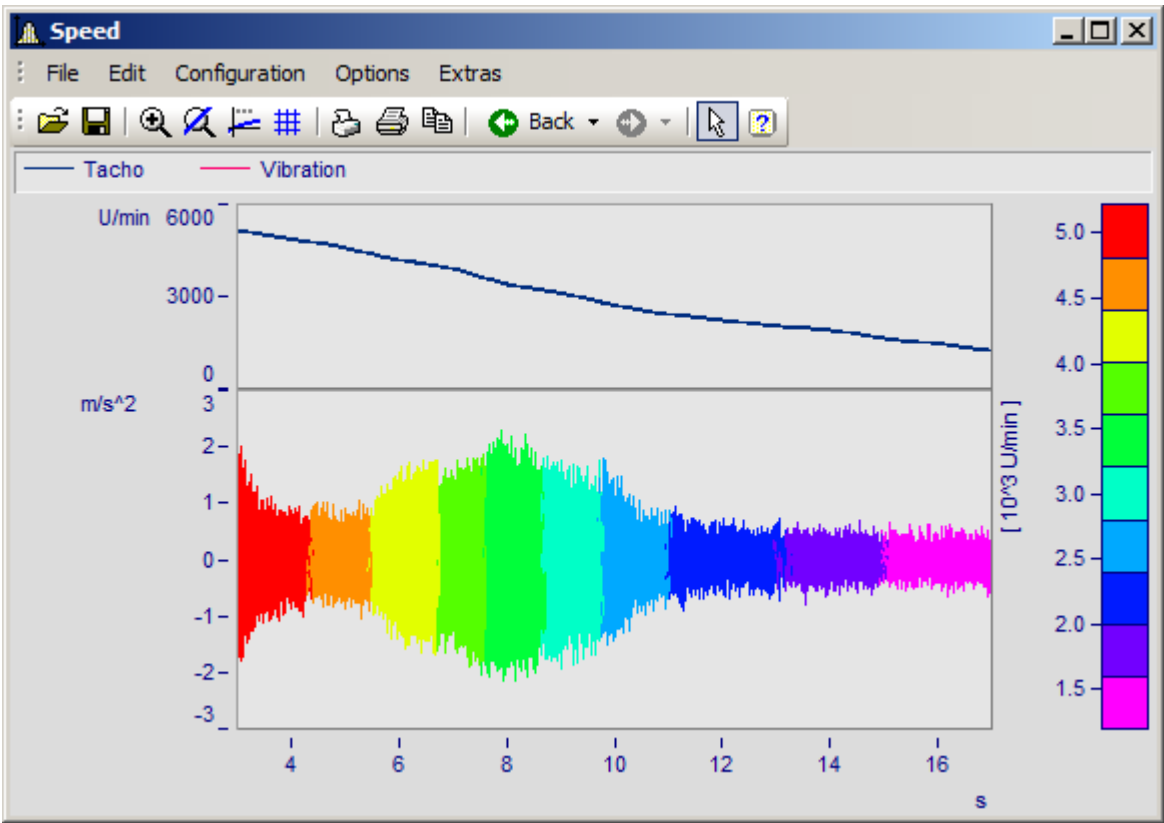 Speed
File Edit Configuration Options Extras
Back
Tacho Vibration
U/min 6000
3000
0
m/s^2 3
2
1
0
-1
-2
-3
4 6 8 10 12 14 16
s
[ 10^3 U/min ]
5.0
4.5
4.0
3.5
3.0
2.5
2.0
1.5